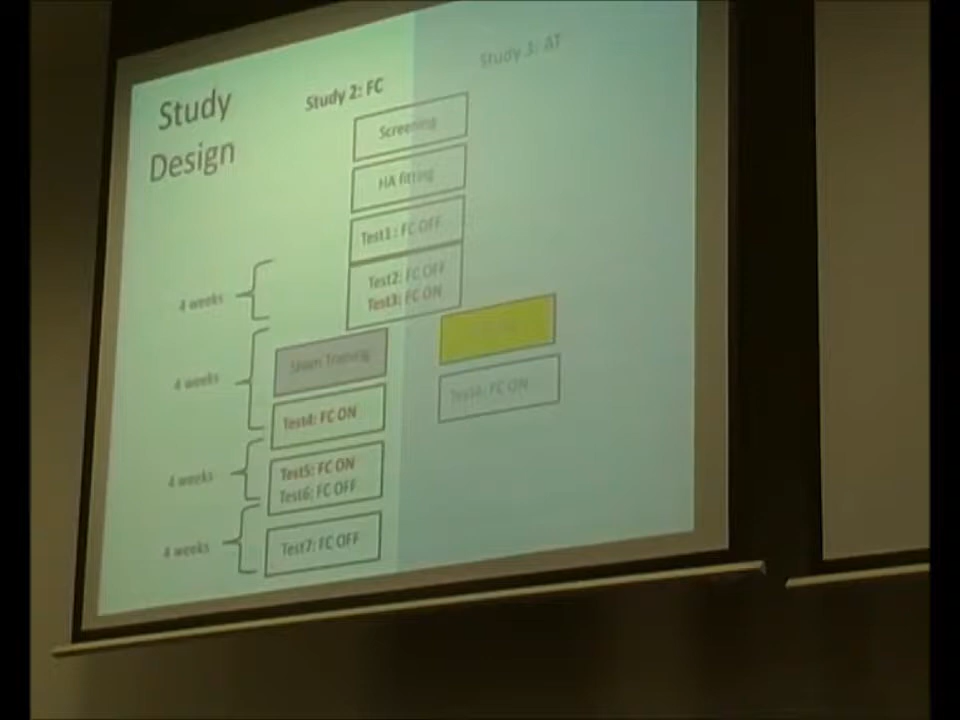 Study
Design
Study 2: FC
Study 3: AT
Screening
HA fitting
Test1: FC OFF
Test2: FC OFF
Test3: FC ON
4 weeks
Sham Training
4 weeks
Test4: FC ON
Test4: FC ON
4 weeks
Test5: FC ON
Test6: FC OFF
4 weeks
Test7: FC OFF